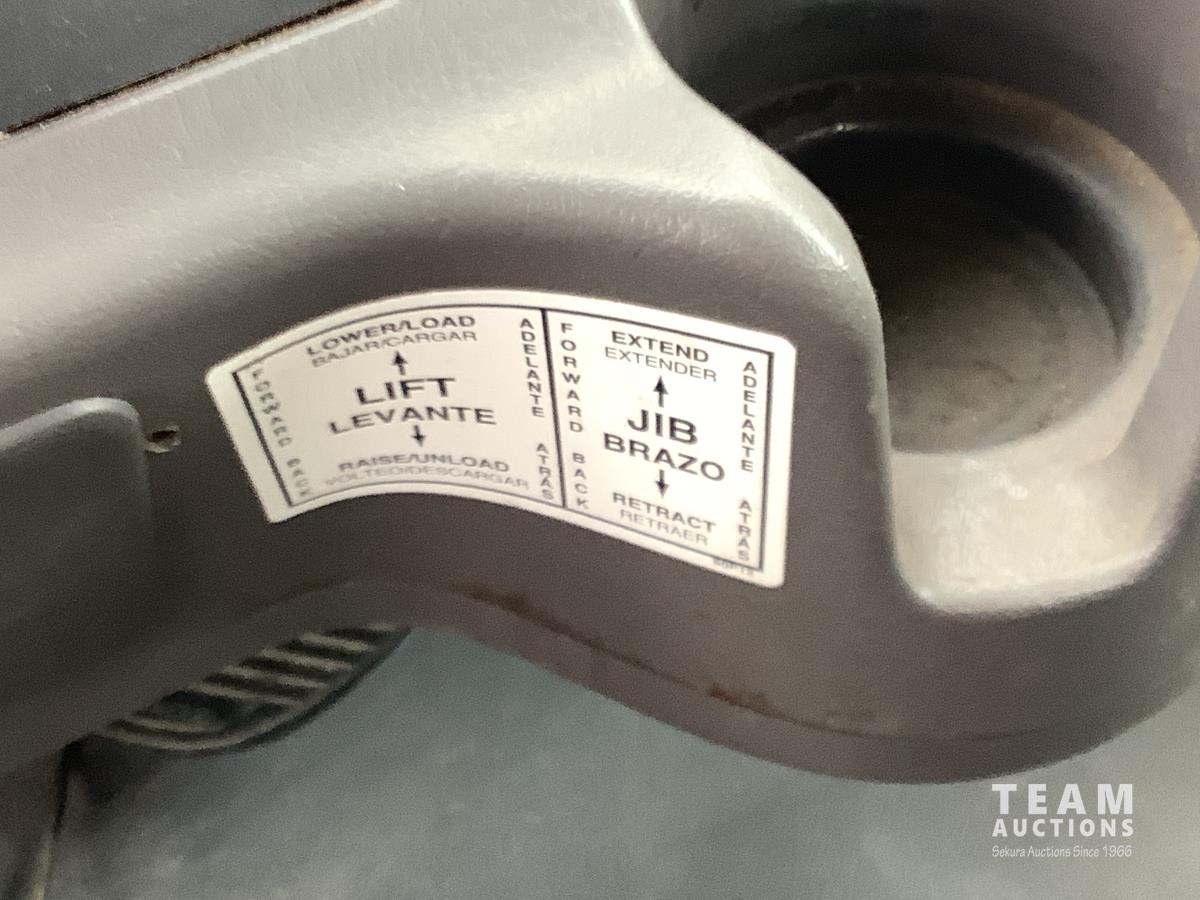 LOWER/LOAD
BAJAR/CARGAR
LIFT
LEVANTE
RAISE/UNLOAD
VOLTEO/DESCARGAR
FORWARD BACK
ADELANTE ATRÁS
FORWARD BACK
EXTEND
EXTENDER
JIB
BRAZO
RETRACT
RETRAER
ADELANTE ATRÁS
TEAM
AUCTIONS
Sekura Auctions Since 1966